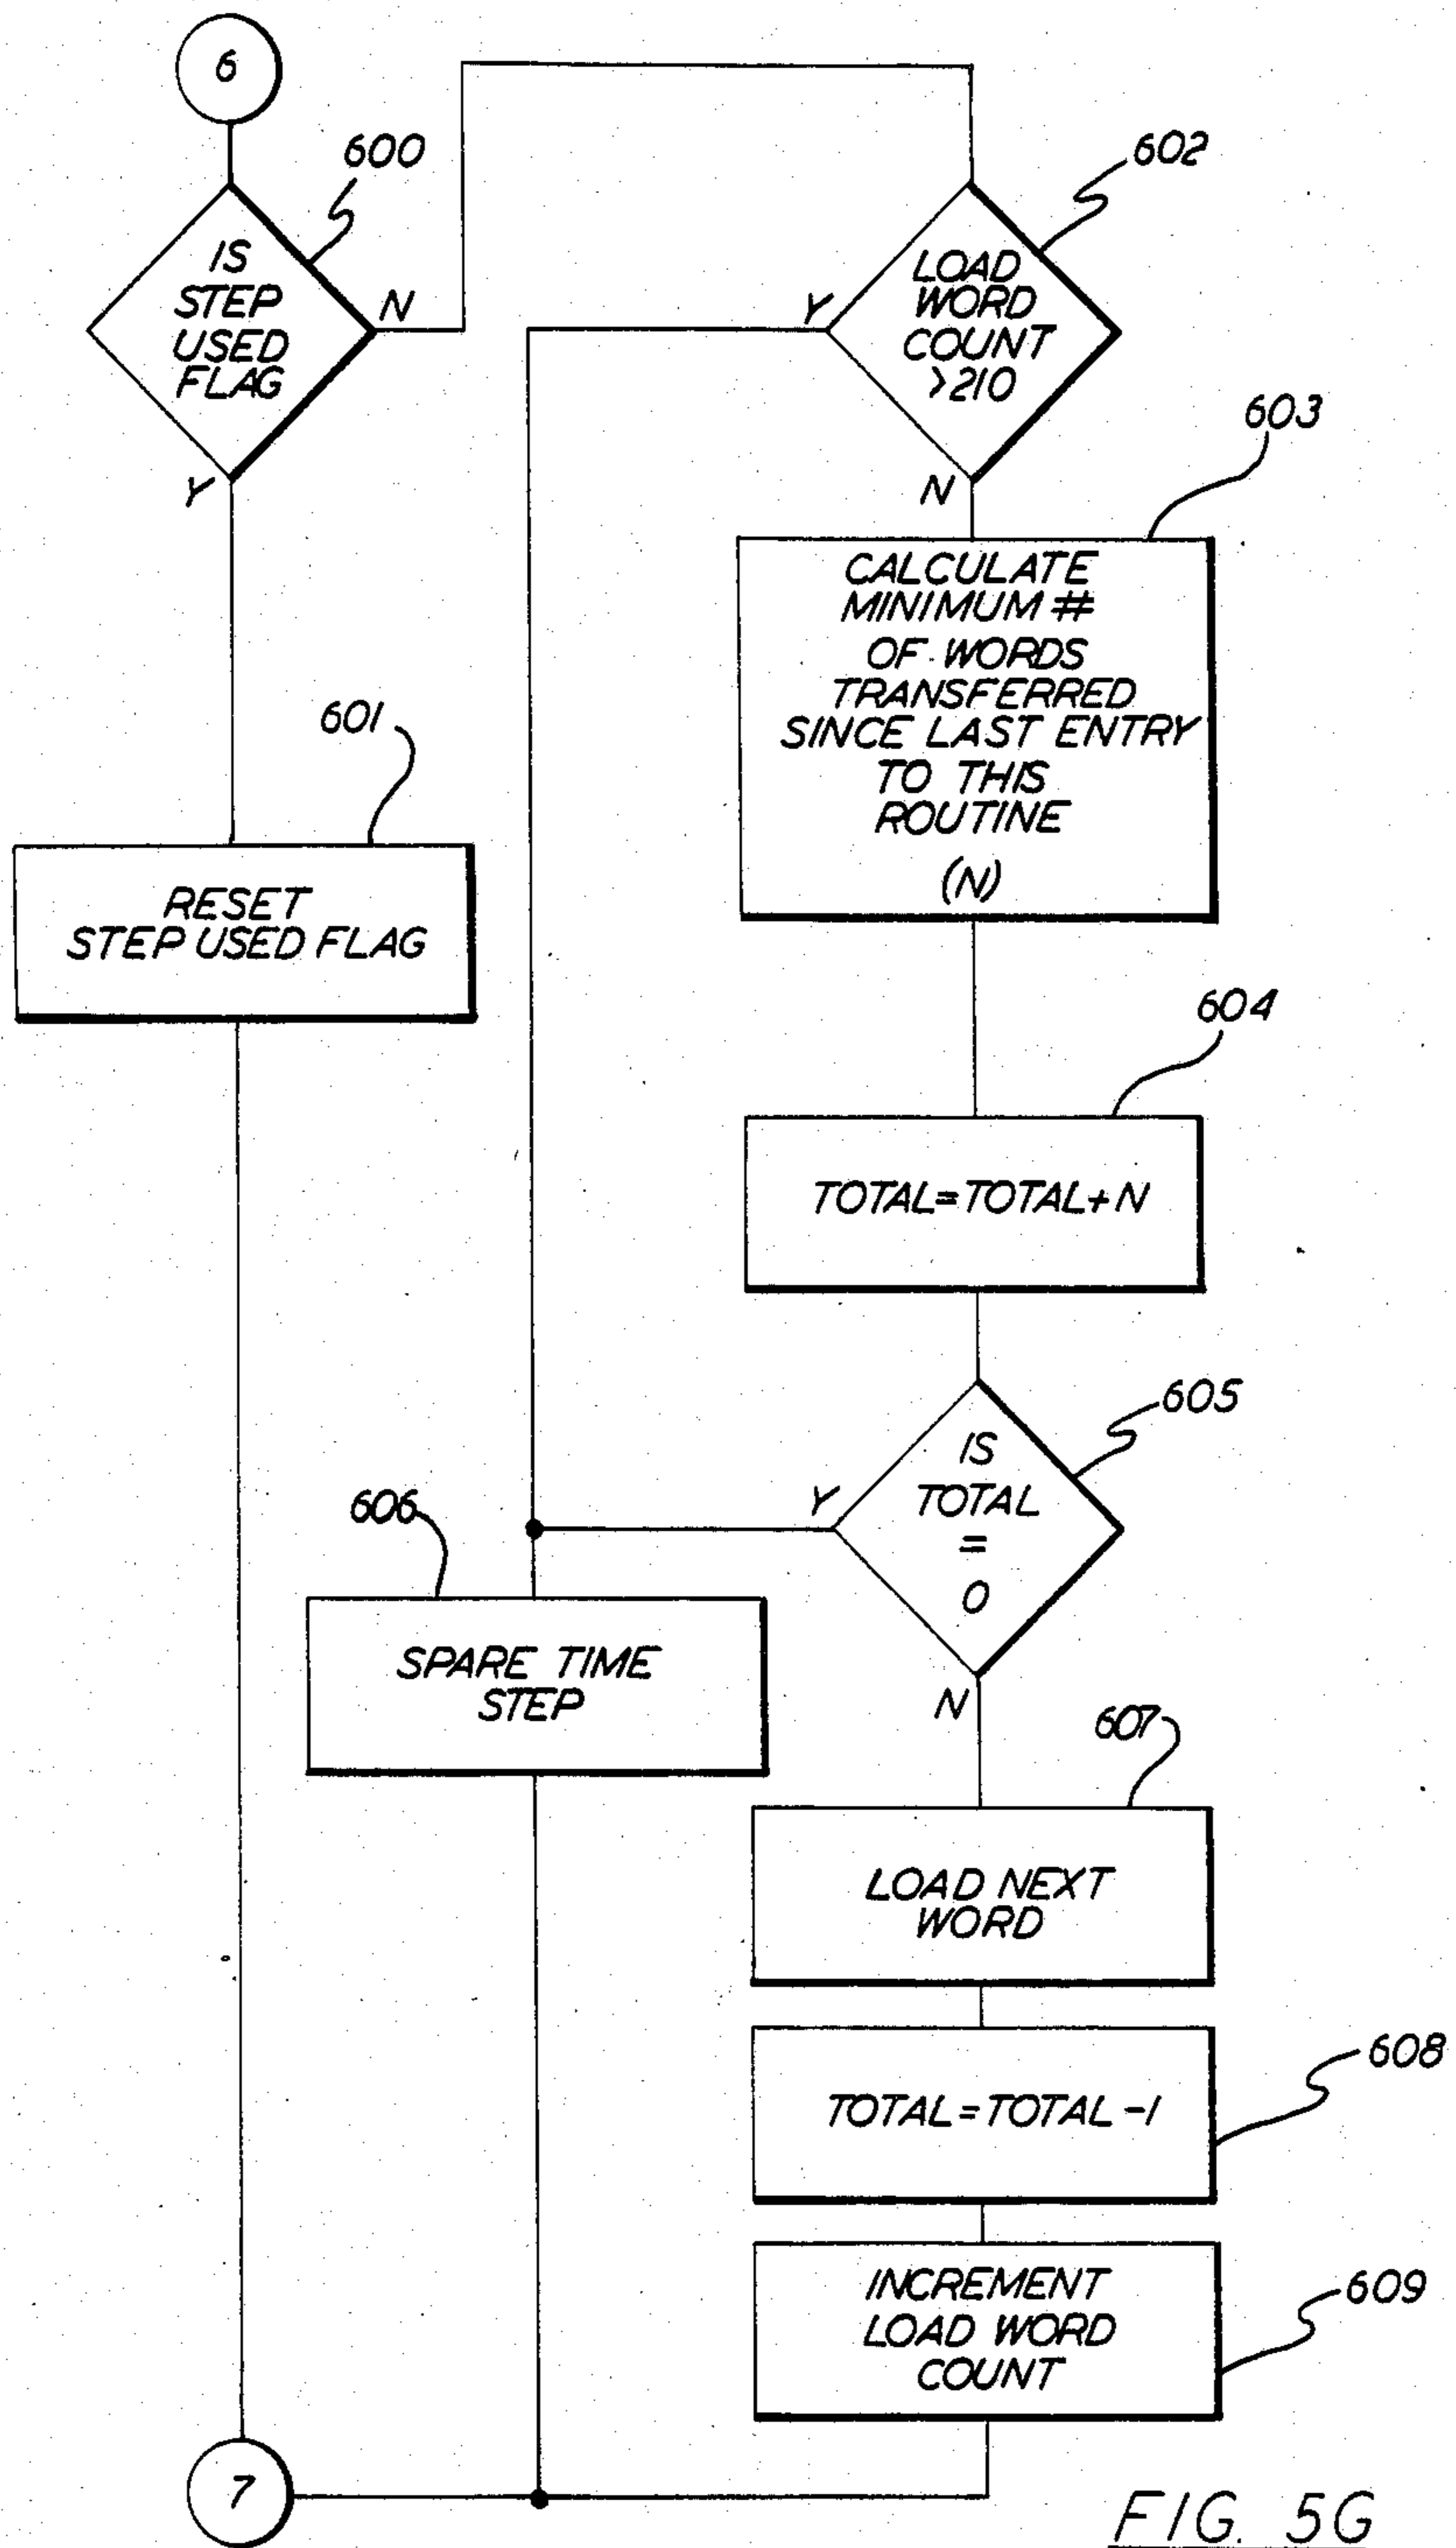 6
600
IS
STEP
USED
FLAG
N
Y
602
LOAD
WORD
COUNT
>210
Y
N
603
CALCULATE
MINIMUM #
OF WORDS
TRANSFERRED
SINCE LAST ENTRY
TO THIS
ROUTINE
(N)
601
RESET
STEP USED FLAG
604
TOTAL=TOTAL+N
605
IS
TOTAL
=
0
Y
N
606
SPARE TIME
STEP
607
LOAD NEXT
WORD
608
TOTAL=TOTAL-1
609
INCREMENT
LOAD WORD
COUNT
7
FIG. 5G